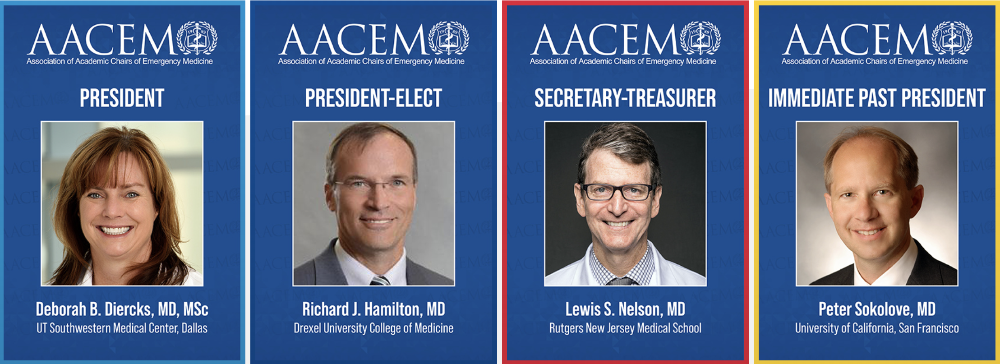 AACEM
Association of Academic Chairs of Emergency Medicine
PRESIDENT
Deborah B. Diercks, MD, MSc
UT Southwestern Medical Center, Dallas
AACEM
Association of Academic Chairs of Emergency Medicine
PRESIDENT-ELECT
Richard J. Hamilton, MD
Drexel University College of Medicine
AACEM
Association of Academic Chairs of Emergency Medicine
SECRETARY-TREASURER
Lewis S. Nelson, MD
Rutgers New Jersey Medical School
AACEM
Association of Academic Chairs of Emergency Medicine
IMMEDIATE PAST PRESIDENT
Peter Sokolove, MD
University of California, San Francisco